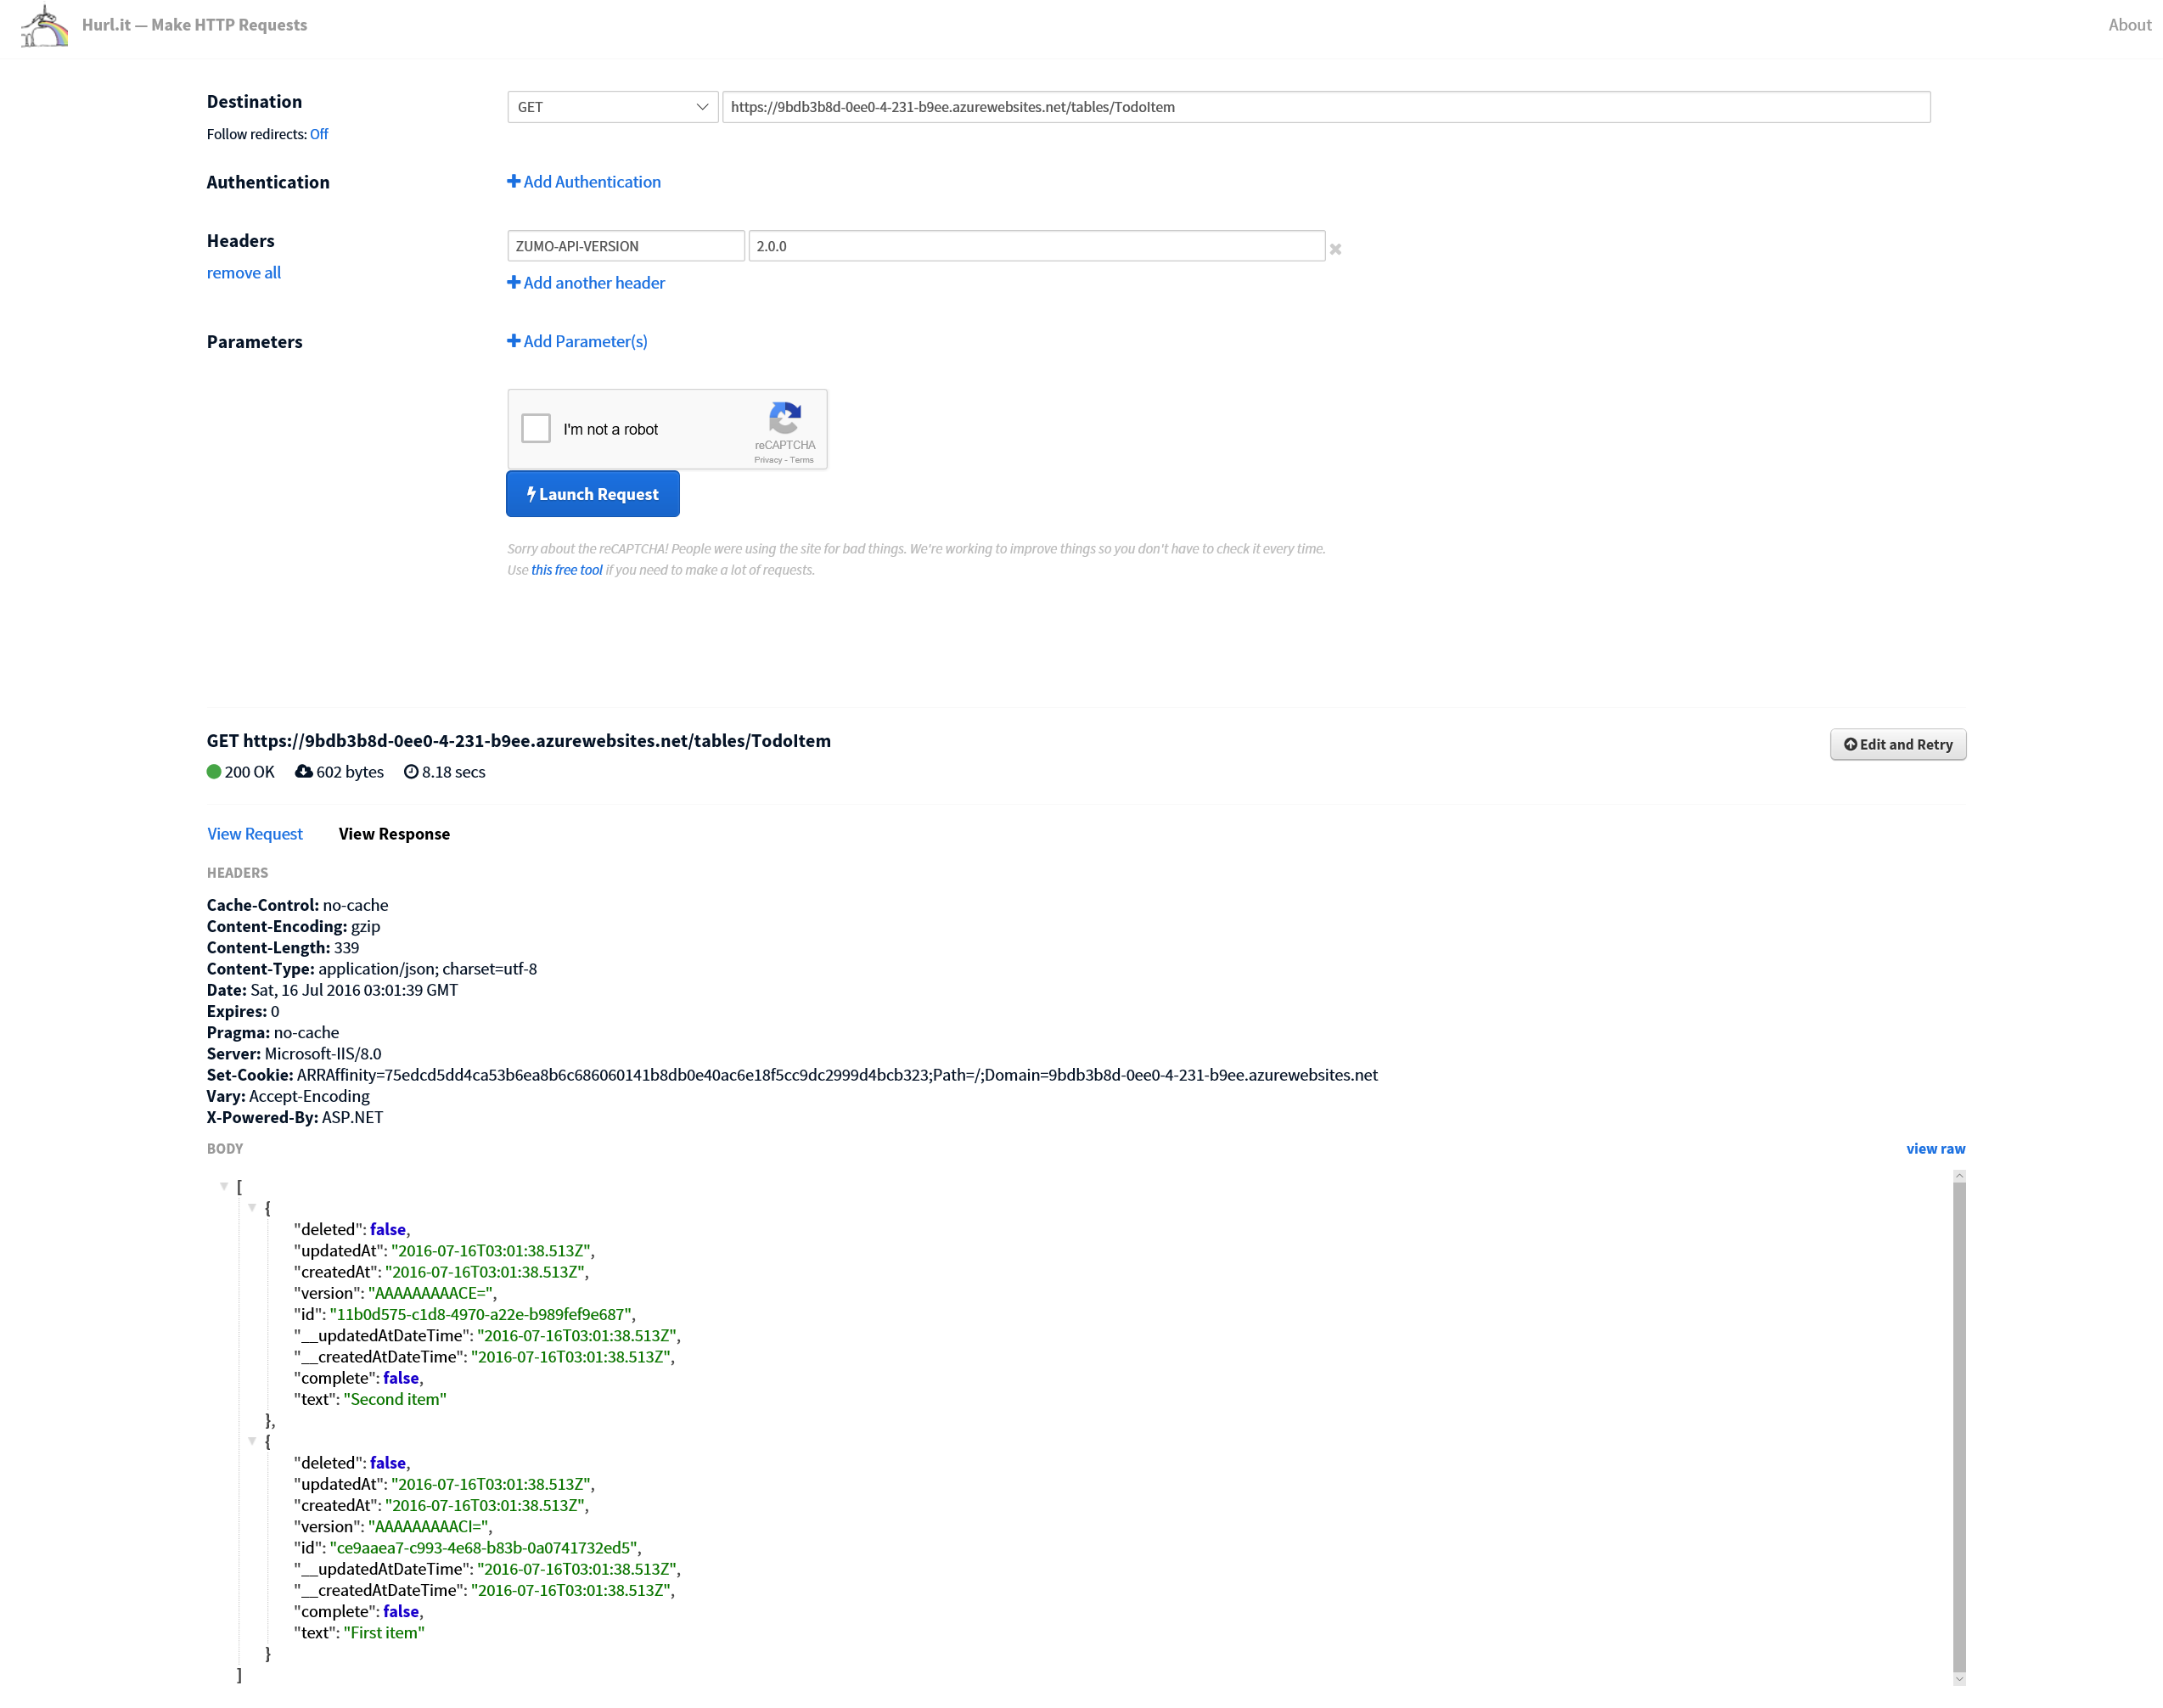 Hurl.it — Make HTTP Requests
About
Destination
GET
https://9bdb3b8d-0ee0-4-231-b9ee.azurewebsites.net/tables/TodoItem
Follow redirects: Off
Authentication
Add Authentication
Headers
ZUMO-API-VERSION
2.0.0
remove all
Add another header
Parameters
Add Parameter(s)
I'm not a robot
reCAPTCHA
Privacy - Terms
Launch Request
Sorry about the reCAPTCHA! People were using the site for bad things. We're working to improve things so you don't have to check it every time.
Use this free tool if you need to make a lot of requests.
GET https://9bdb3b8d-0ee0-4-231-b9ee.azurewebsites.net/tables/TodoItem
Edit and Retry
200 OK 602 bytes 8.18 secs
View Request View Response
HEADERS
Cache-Control: no-cache
Content-Encoding: gzip
Content-Length: 339
Content-Type: application/json; charset=utf-8
Date: Sat, 16 Jul 2016 03:01:39 GMT
Expires: 0
Pragma: no-cache
Server: Microsoft-IIS/8.0
Set-Cookie: ARRAffinity=75edcd5dd4ca53b6ea8b6c686060141b8db0e40ac6e18f5cc9dc2999d4bcb323;Path=/;Domain=9bdb3b8d-0ee0-4-231-b9ee.azurewebsites.net
Vary: Accept-Encoding
X-Powered-By: ASP.NET
BODY
view raw
[
{
"deleted": false,
"updatedAt": "2016-07-16T03:01:38.513Z",
"createdAt": "2016-07-16T03:01:38.513Z",
"version": "AAAAAAAAACE=",
"id": "11b0d575-c1d8-4970-a22e-b989fef9e687",
"__updatedAtDateTime": "2016-07-16T03:01:38.513Z",
"__createdAtDateTime": "2016-07-16T03:01:38.513Z",
"complete": false,
"text": "Second item"
},
{
"deleted": false,
"updatedAt": "2016-07-16T03:01:38.513Z",
"createdAt": "2016-07-16T03:01:38.513Z",
"version": "AAAAAAAAACI=",
"id": "ce9aaea7-c993-4e68-b83b-0a0741732ed5",
"__updatedAtDateTime": "2016-07-16T03:01:38.513Z",
"__createdAtDateTime": "2016-07-16T03:01:38.513Z",
"complete": false,
"text": "First item"
}
]